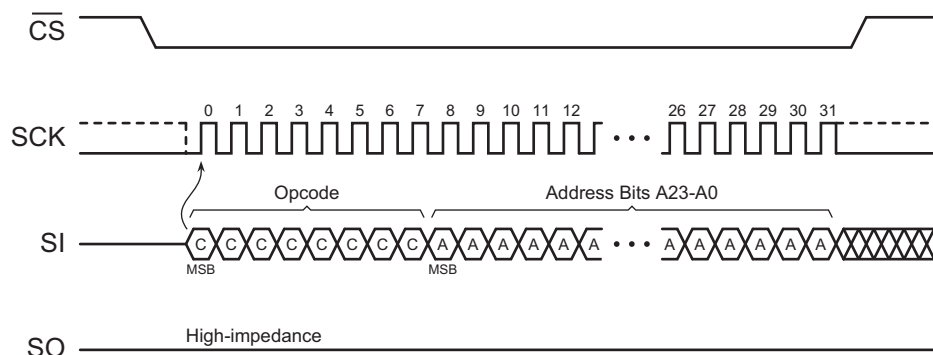 CS
SCK
0 1 2 3 4 5 6 7 8 9 10 11 12 26 27 28 29 30 31
Opcode
Address Bits A23-A0
SI
C C C C C C C C A A A A A A A A A A A A
MSB
MSB
High-impedance
SO